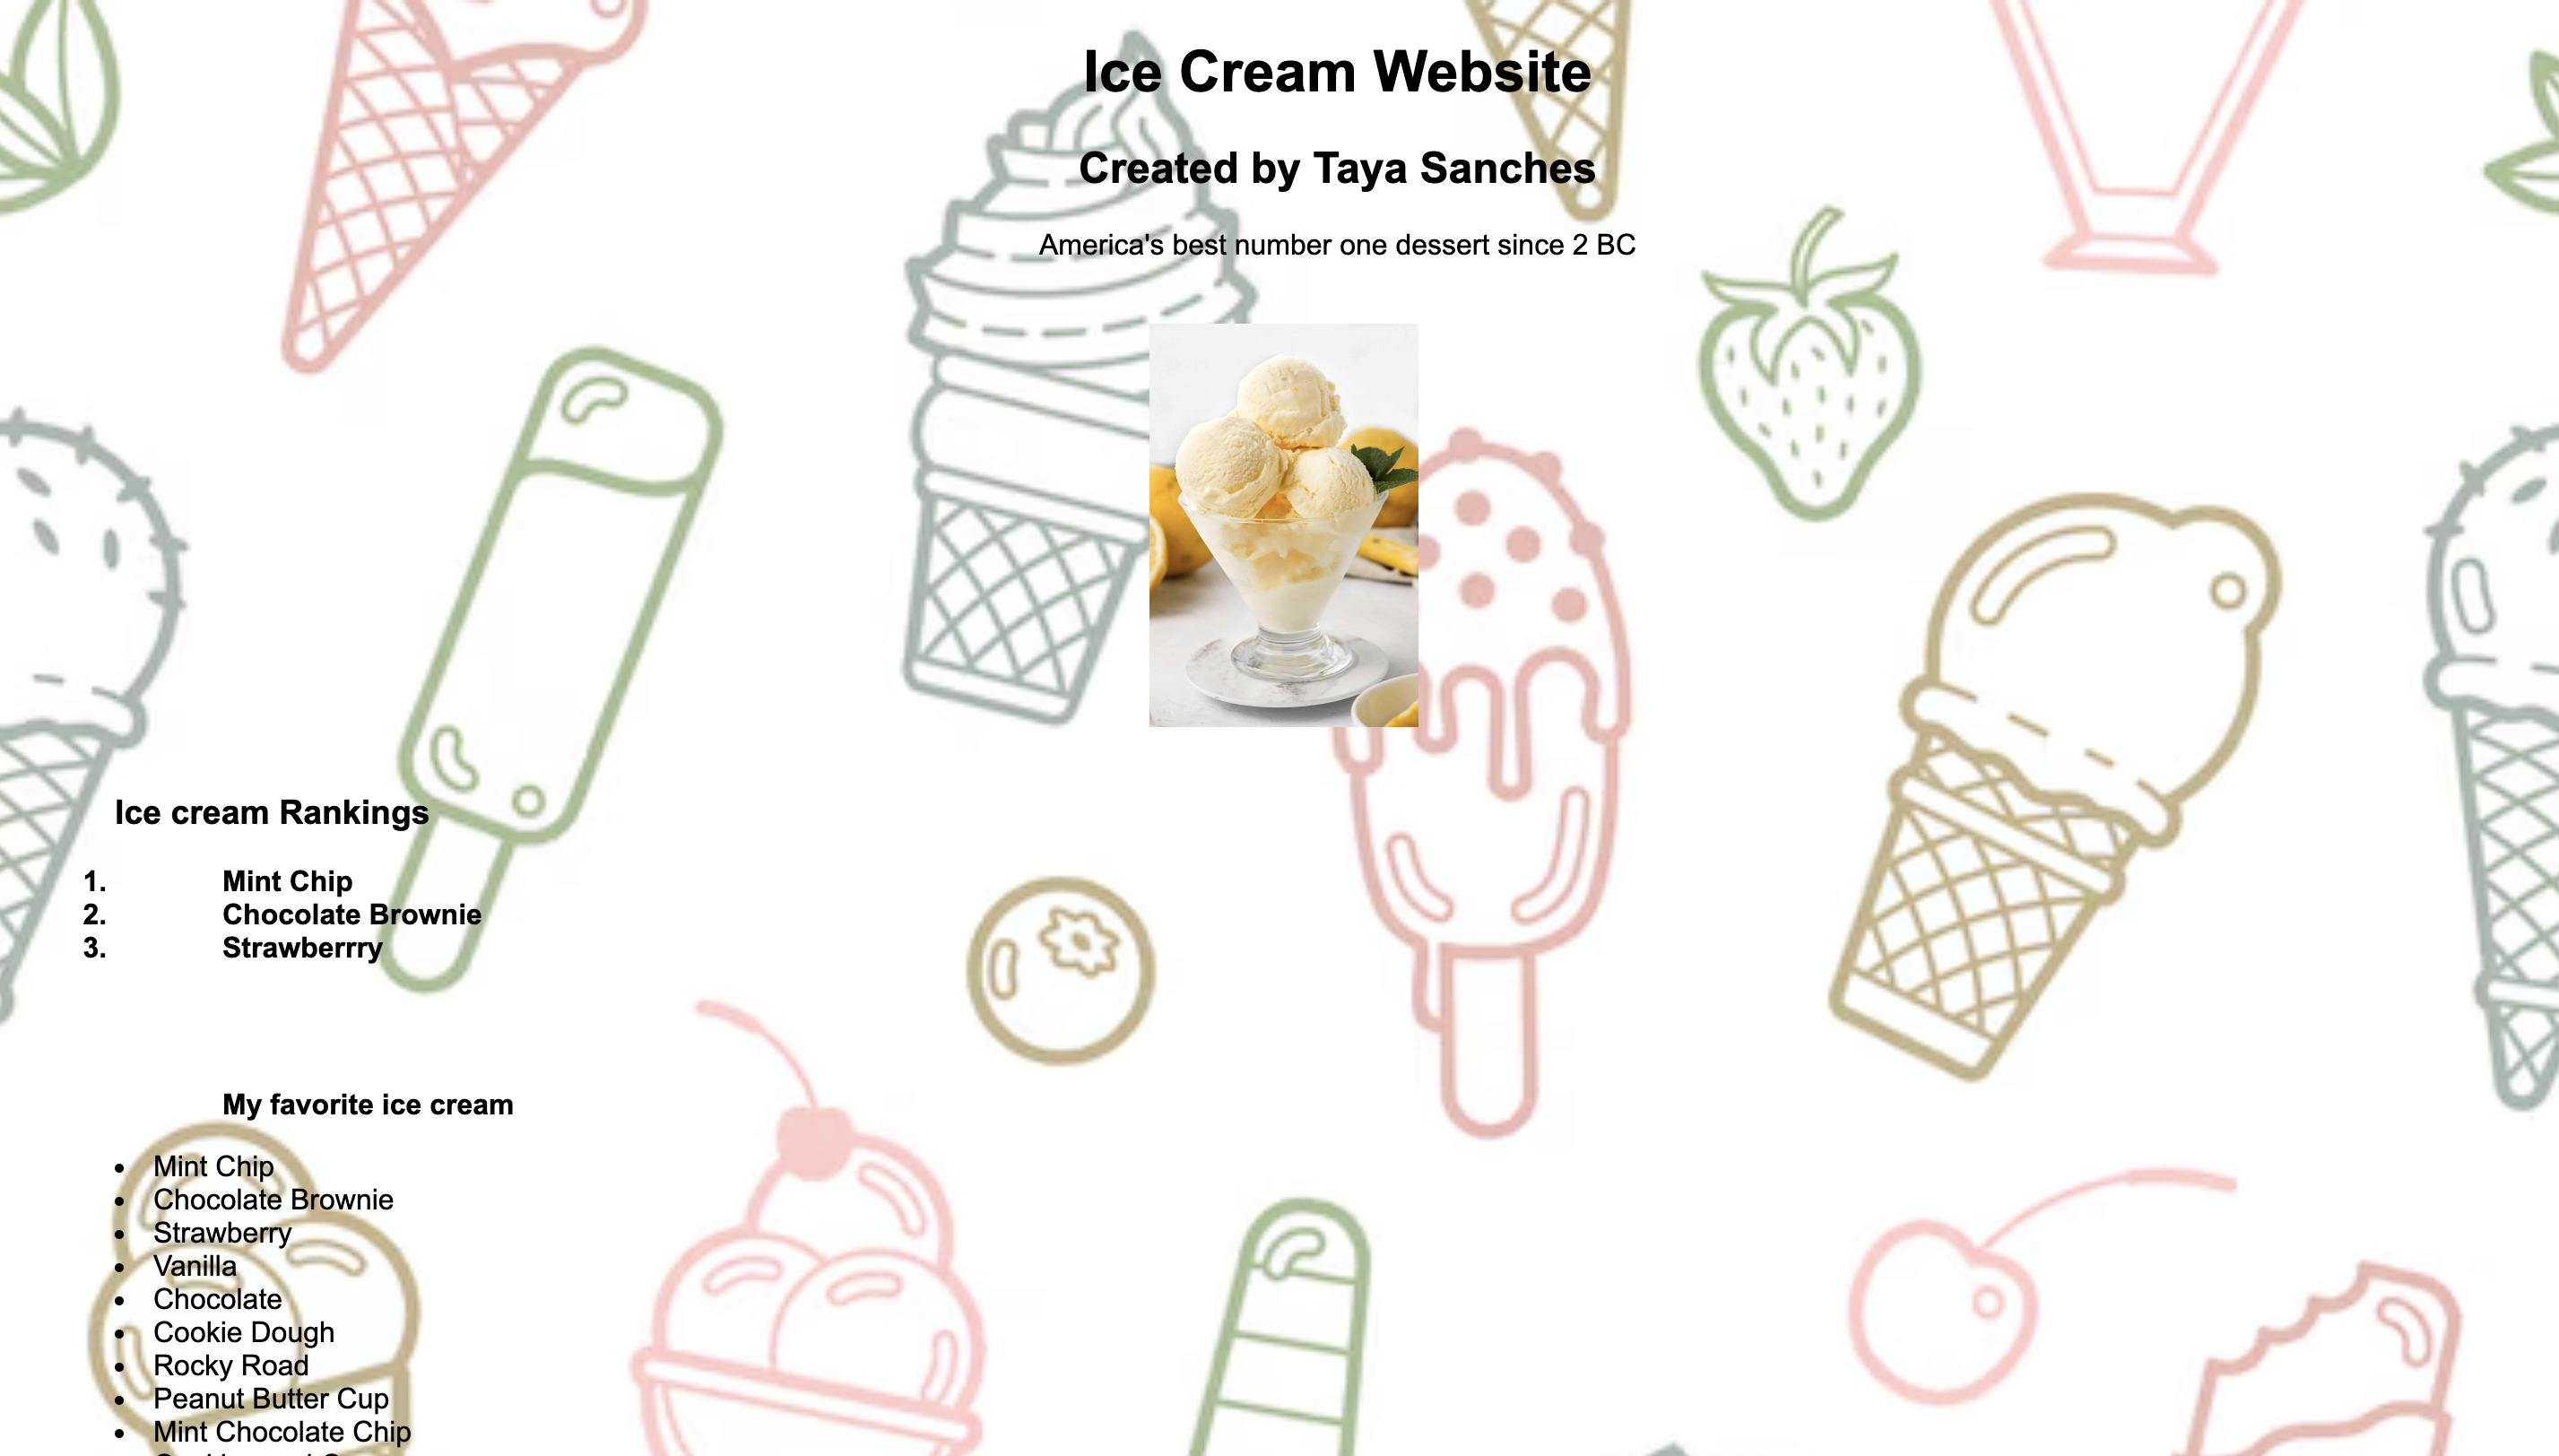 Ice Cream Website
Created by Taya Sanches
America's best number one dessert since 2 BC
Ice cream Rankings
1. Mint Chip
2. Chocolate Brownie
3. Strawberrry
My favorite ice cream
• Mint Chip
• Chocolate Brownie
• Strawberry
• Vanilla
• Chocolate
• Cookie Dough
• Rocky Road
• Peanut Butter Cup
• Mint Chocolate Chip